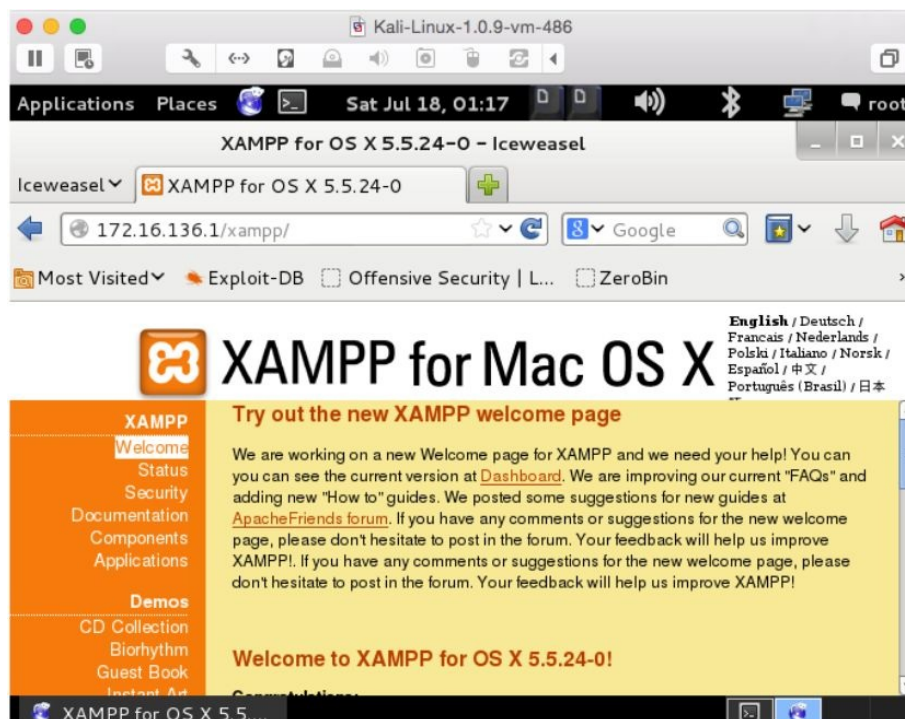 Kali-Linux-1.0.9-vm-486
Applications Places Sat Jul 18, 01:17 root
XAMPP for OS X 5.5.24-0 - Iceweasel
Iceweasel XAMPP for OS X 5.5.24-0
172.16.136.1/xampp/ Google
Most Visited Exploit-DB Offensive Security | L... ZeroBin
XAMPP for Mac OS X
English / Deutsch /
Francais / Nederlands /
Polski / Italiano / Norsk /
Español / 中文 /
Português (Brasil) / 日本
XAMPP
Welcome
Status
Security
Documentation
Components
Applications
Demos
CD Collection
Biorhythm
Guest Book
Instant Art
Try out the new XAMPP welcome page
We are working on a new Welcome page for XAMPP and we need your help! You can
you can see the current version at Dashboard. We are improving our current "FAQs" and
adding new "How to" guides. We posted some suggestions for new guides at
ApacheFriends forum. If you have any comments or suggestions for the new welcome
page, please don't hesitate to post in the forum. Your feedback will help us improve
XAMPP!. If you have any comments or suggestions for the new welcome page, please
don't hesitate to post in the forum. Your feedback will help us improve XAMPP!
Welcome to XAMPP for OS X 5.5.24-0!
XAMPP for OS X 5.5....